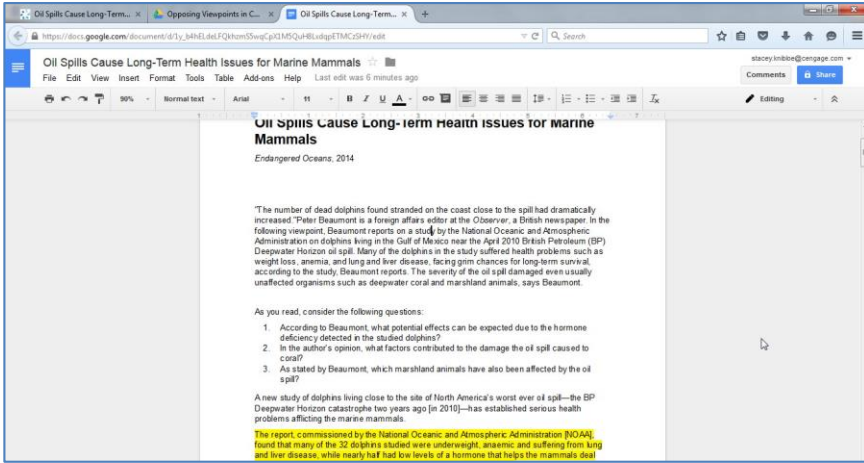 Oil Spills Cause Long-Term... ×
Opposing Viewpoints in C... ×
Oil Spills Cause Long-Term... ×
+
https://docs.google.com/document/d/
/edit
Search
Oil Spills Cause Long-Term Health Issues for Marine Mammals
stacey.knibloe@cengage.com
File Edit View Insert Format Tools Table Add-ons Help Last edit was 6 minutes ago
Comments
Share
90% Normal text Arial 11 B I U A Editing
Oil Spills Cause Long-Term Health Issues for Marine
Mammals
Endangered Oceans, 2014
"The number of dead dolphins found stranded on the coast close to the spill had dramatically
increased."Peter Beaumont is a foreign affairs editor at the Observer, a British newspaper. In the
following viewpoint, Beaumont reports on a study by the National Oceanic and Atmospheric
Administration on dolphins living in the Gulf of Mexico near the April 2010 British Petroleum (BP)
Deepwater Horizon oil spill. Many of the dolphins in the study suffered health problems such as
weight loss, anemia, and lung and liver disease, facing grim chances for long-term survival,
according to the study, Beaumont reports. The severity of the oil spill damaged even usually
unaffected organisms such as deepwater coral and marshland animals, says Beaumont.
As you read, consider the following questions:
1. According to Beaumont, what potential effects can be expected due to the hormone
deficiency detected in the studied dolphins?
2. In the author's opinion, what factors contributed to the damage the oil spill caused to
coral?
3. As stated by Beaumont, which marshland animals have also been affected by the oil
spill?
A new study of dolphins living close to the site of North America's worst ever oil spill—the BP
Deepwater Horizon catastrophe two years ago [in 2010]—has established serious health
problems afflicting the marine mammals.
The report, commissioned by the National Oceanic and Atmospheric Administration [NOAA],
found that many of the 32 dolphins studied were underweight, anaemic and suffering from lung
and liver disease, while nearly half had low levels of a hormone that helps the mammals deal